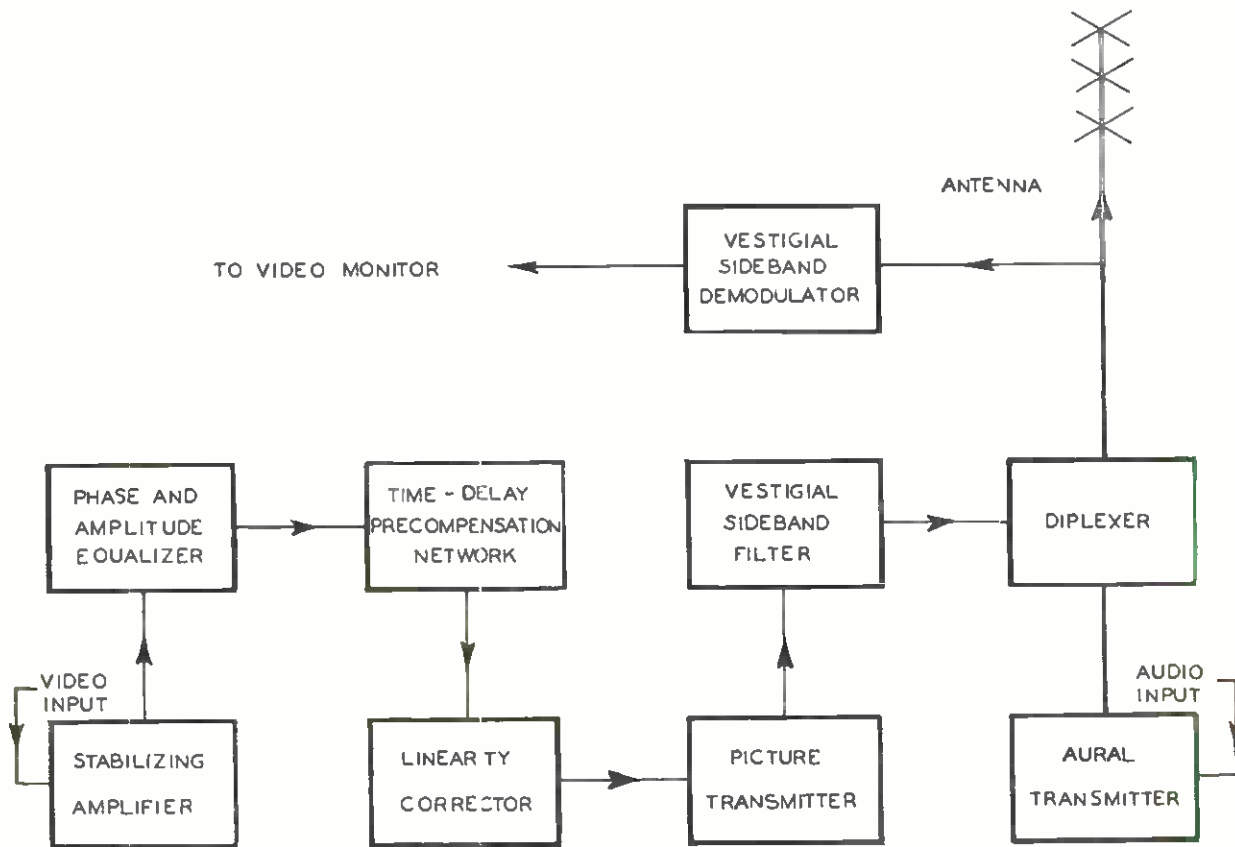 ANTENNA
TO VIDEO MONITOR
VESTIGIAL
SIDEBAND
DEMODULATOR
PHASE AND
AMPLITUDE
EQUALIZER
TIME - DELAY
PRECOMPENSATION
NETWORK
VESTIGIAL
SIDEBAND
FILTER
DIPLEXER
VIDEO
INPUT
STABILIZING
AMPLIFIER
LINEARTY
CORRECTOR
PICTURE
TRANSMITTER
AURAL
TRANSMITTER
AUDIO
INPUT